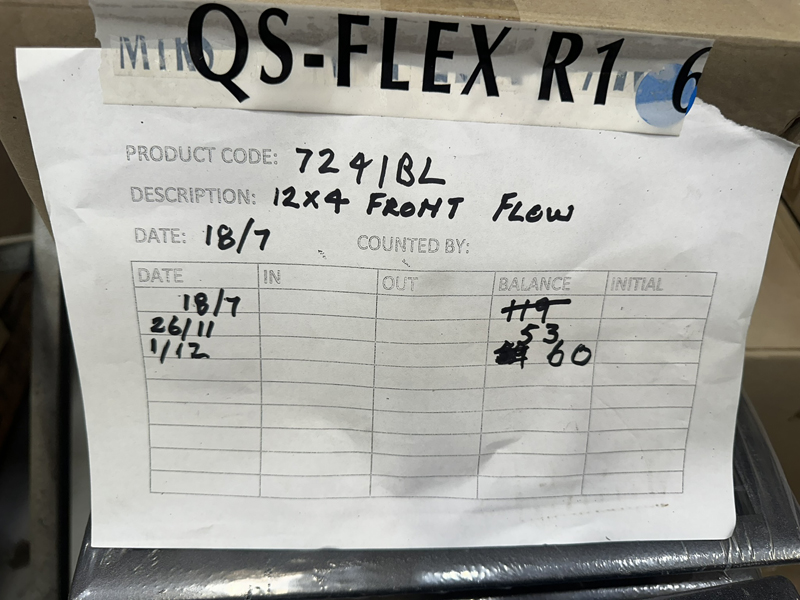 QS-FLEX R1 6
PRODUCT CODE: 7241BL
DESCRIPTION: 12X4 FRONT FLOW
DATE: 18/7 COUNTED BY:
DATE IN OUT BALANCE INITIAL
18/7 119
26/11 53
1/12 60